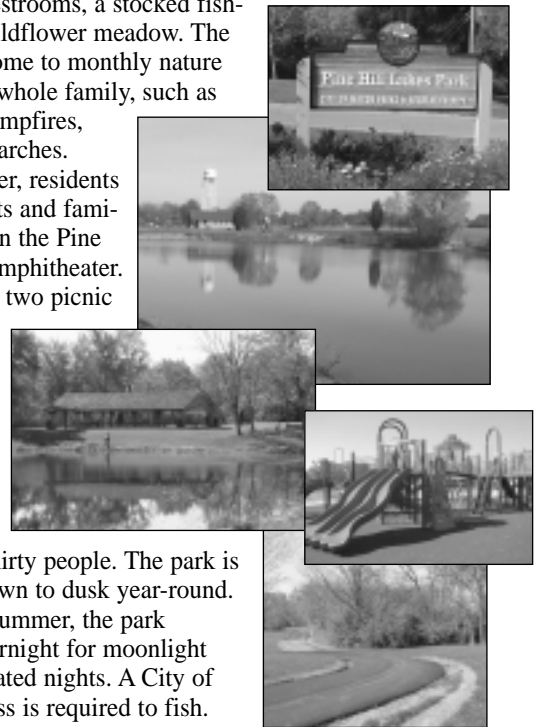 estrooms, a stocked fish-
ildflower meadow. The
ome to monthly nature
whole family, such as
mpfires,
arches.
er, residents
ts and fami-
n the Pine
mphitheater.
two picnic
Pine Hill Lakes Park
hirty people. The park is
wn to dusk year-round.
ummer, the park
rnight for moonlight
ated nights. A City of
ss is required to fish.